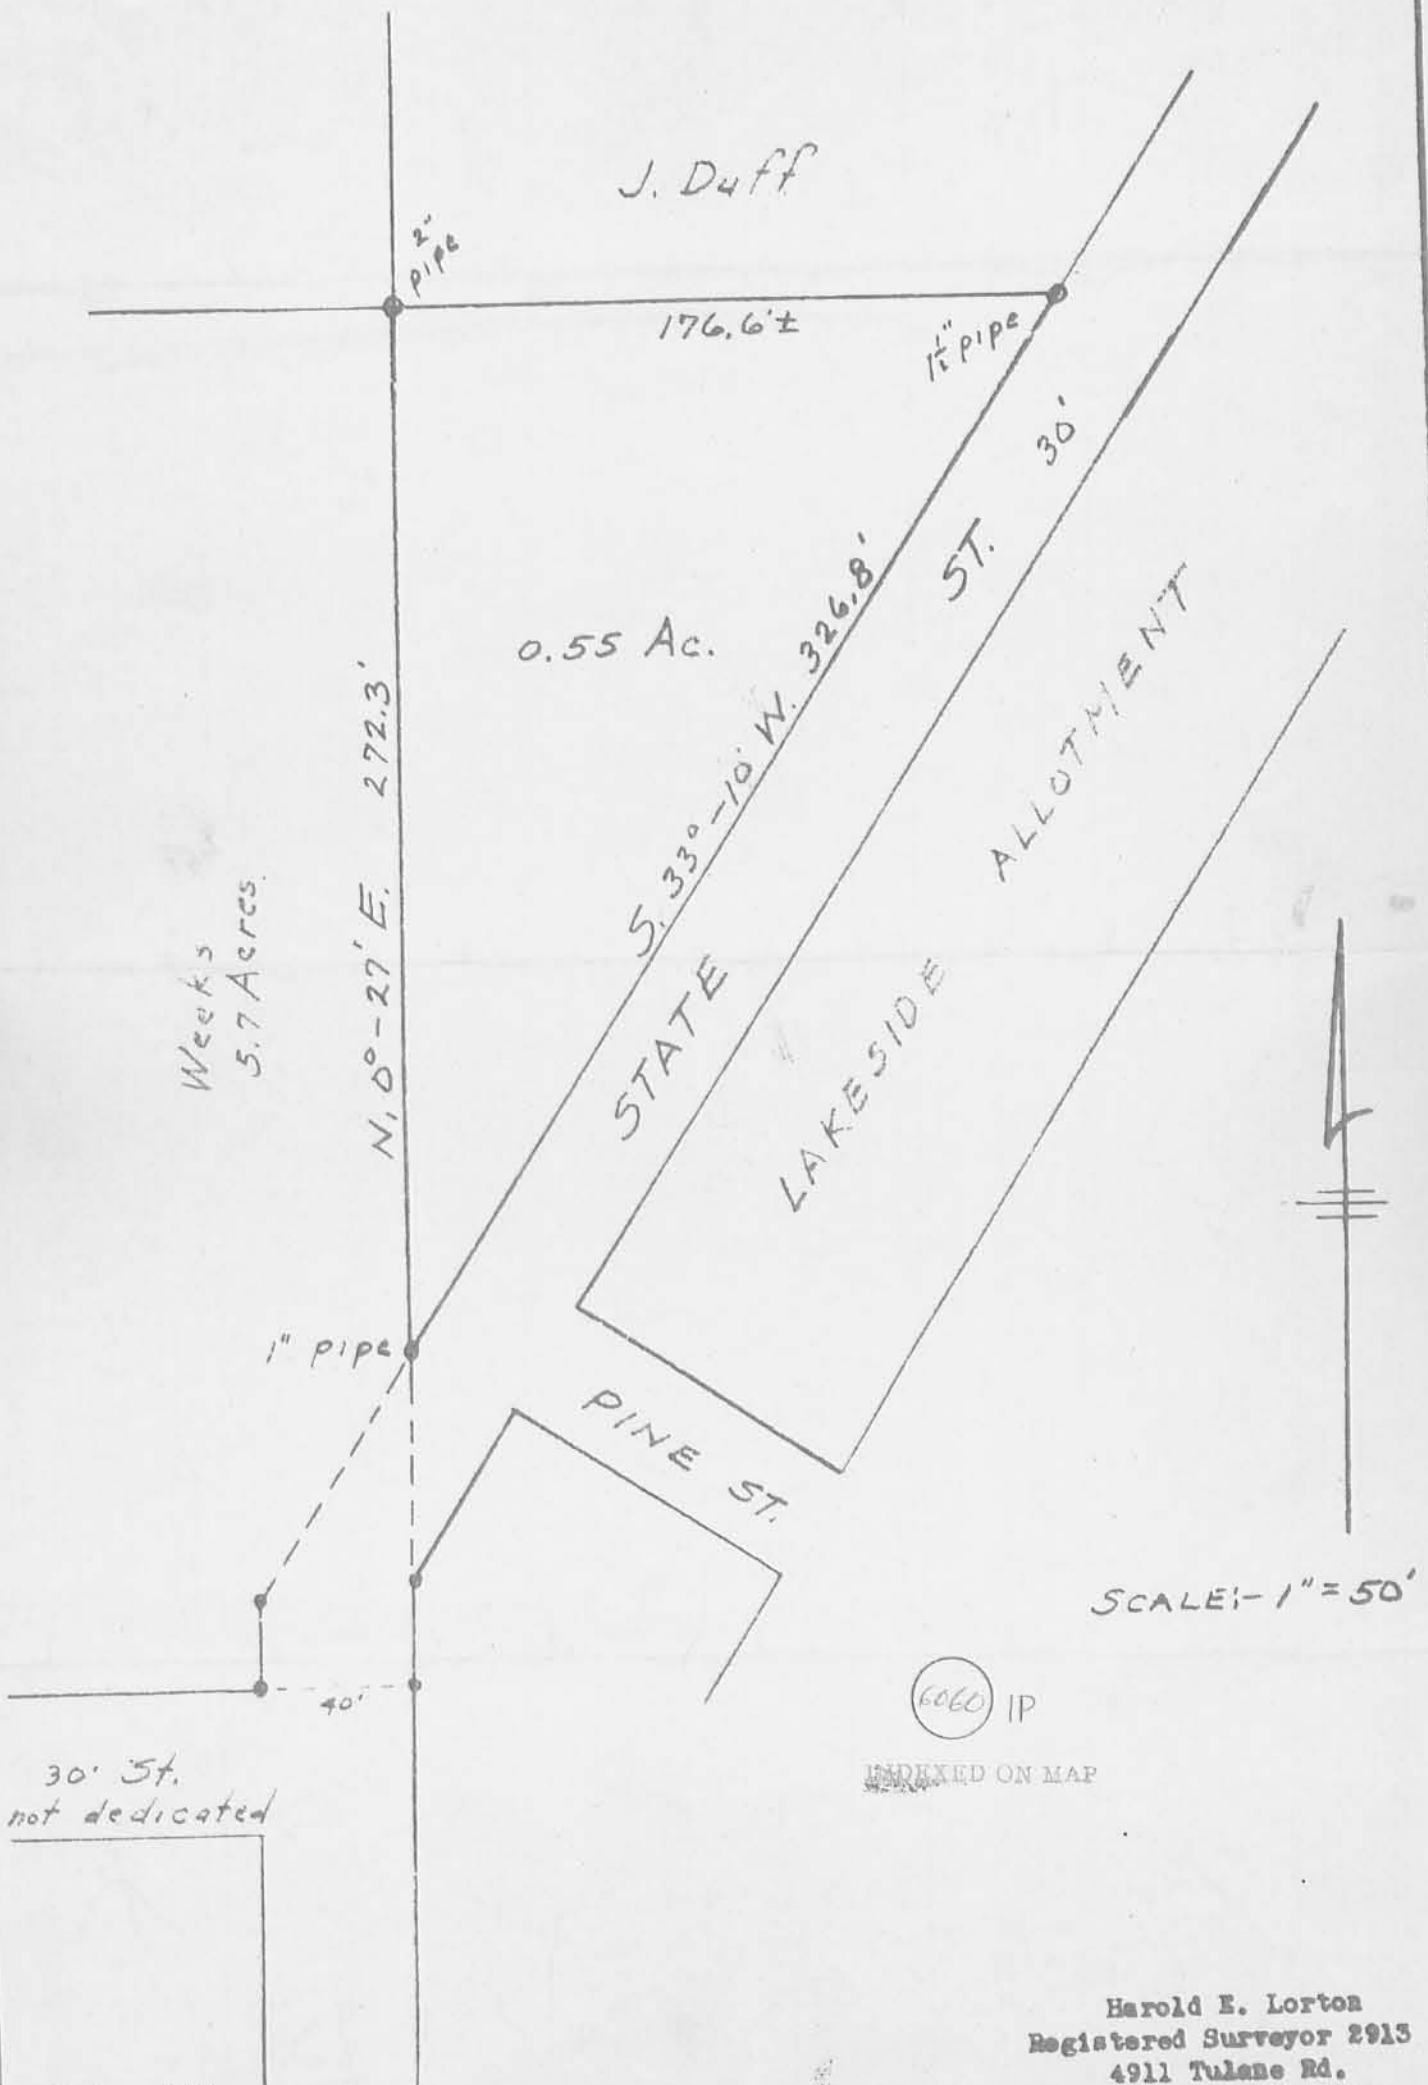 J. Duff
2" pipe
176.6'±
1½" pipe
30'
ST.
S. 33°-10' W. 326.8'
0.55 Ac.
N. 0°-27' E. 272.3'
Weeks
5.7 Acres.
STATE
LAKESIDE ALLOTMENT
1" pipe
PINE ST.
SCALE:- 1" = 50'
40'
6060 IP
INDEXED ON MAP
30' St.
not dedicated
Harold E. Lorton
Registered Surveyor 2913
4911 Tulane Rd.